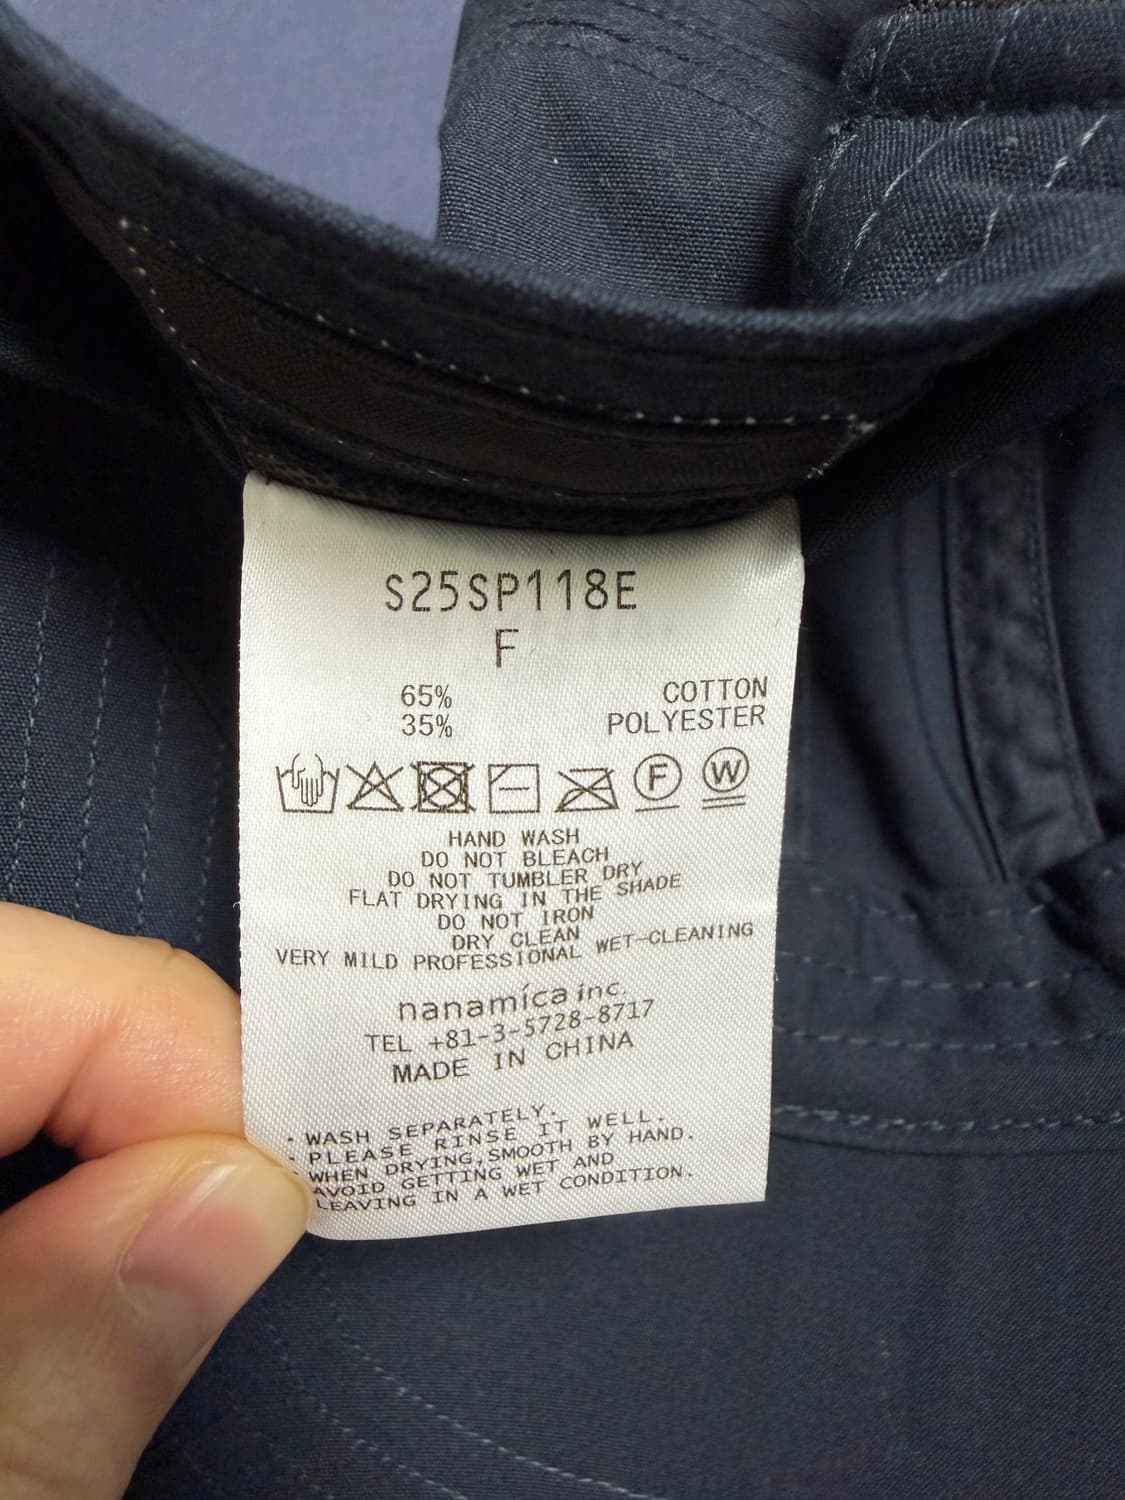 S25SP118E
F
65% COTTON
35% POLYESTER
F W
HAND WASH
DO NOT BLEACH
DO NOT TUMBLER DRY
FLAT DRYING IN THE SHADE
DO NOT IRON
DRY CLEAN
VERY MILD PROFESSIONAL WET-CLEANING
nanamíca inc.
TEL +81-3-5728-8717
MADE IN CHINA
・WASH SEPARATELY.
・PLEASE RINSE IT WELL.
・WHEN DRYING,SMOOTH BY HAND.
AVOID GETTING WET AND
LEAVING IN A WET CONDITION.